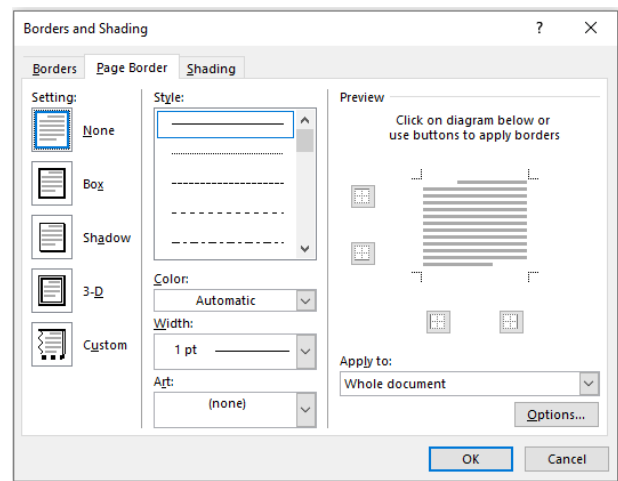 Borders and Shading
?
Borders Page Border Shading
Setting:
None
Box
Shadow
3-D
Custom
Style:
Color:
Automatic
Width:
1 pt
Art:
(none)
Preview
Click on diagram below or
use buttons to apply borders
Apply to:
Whole document
Options...
OK Cancel